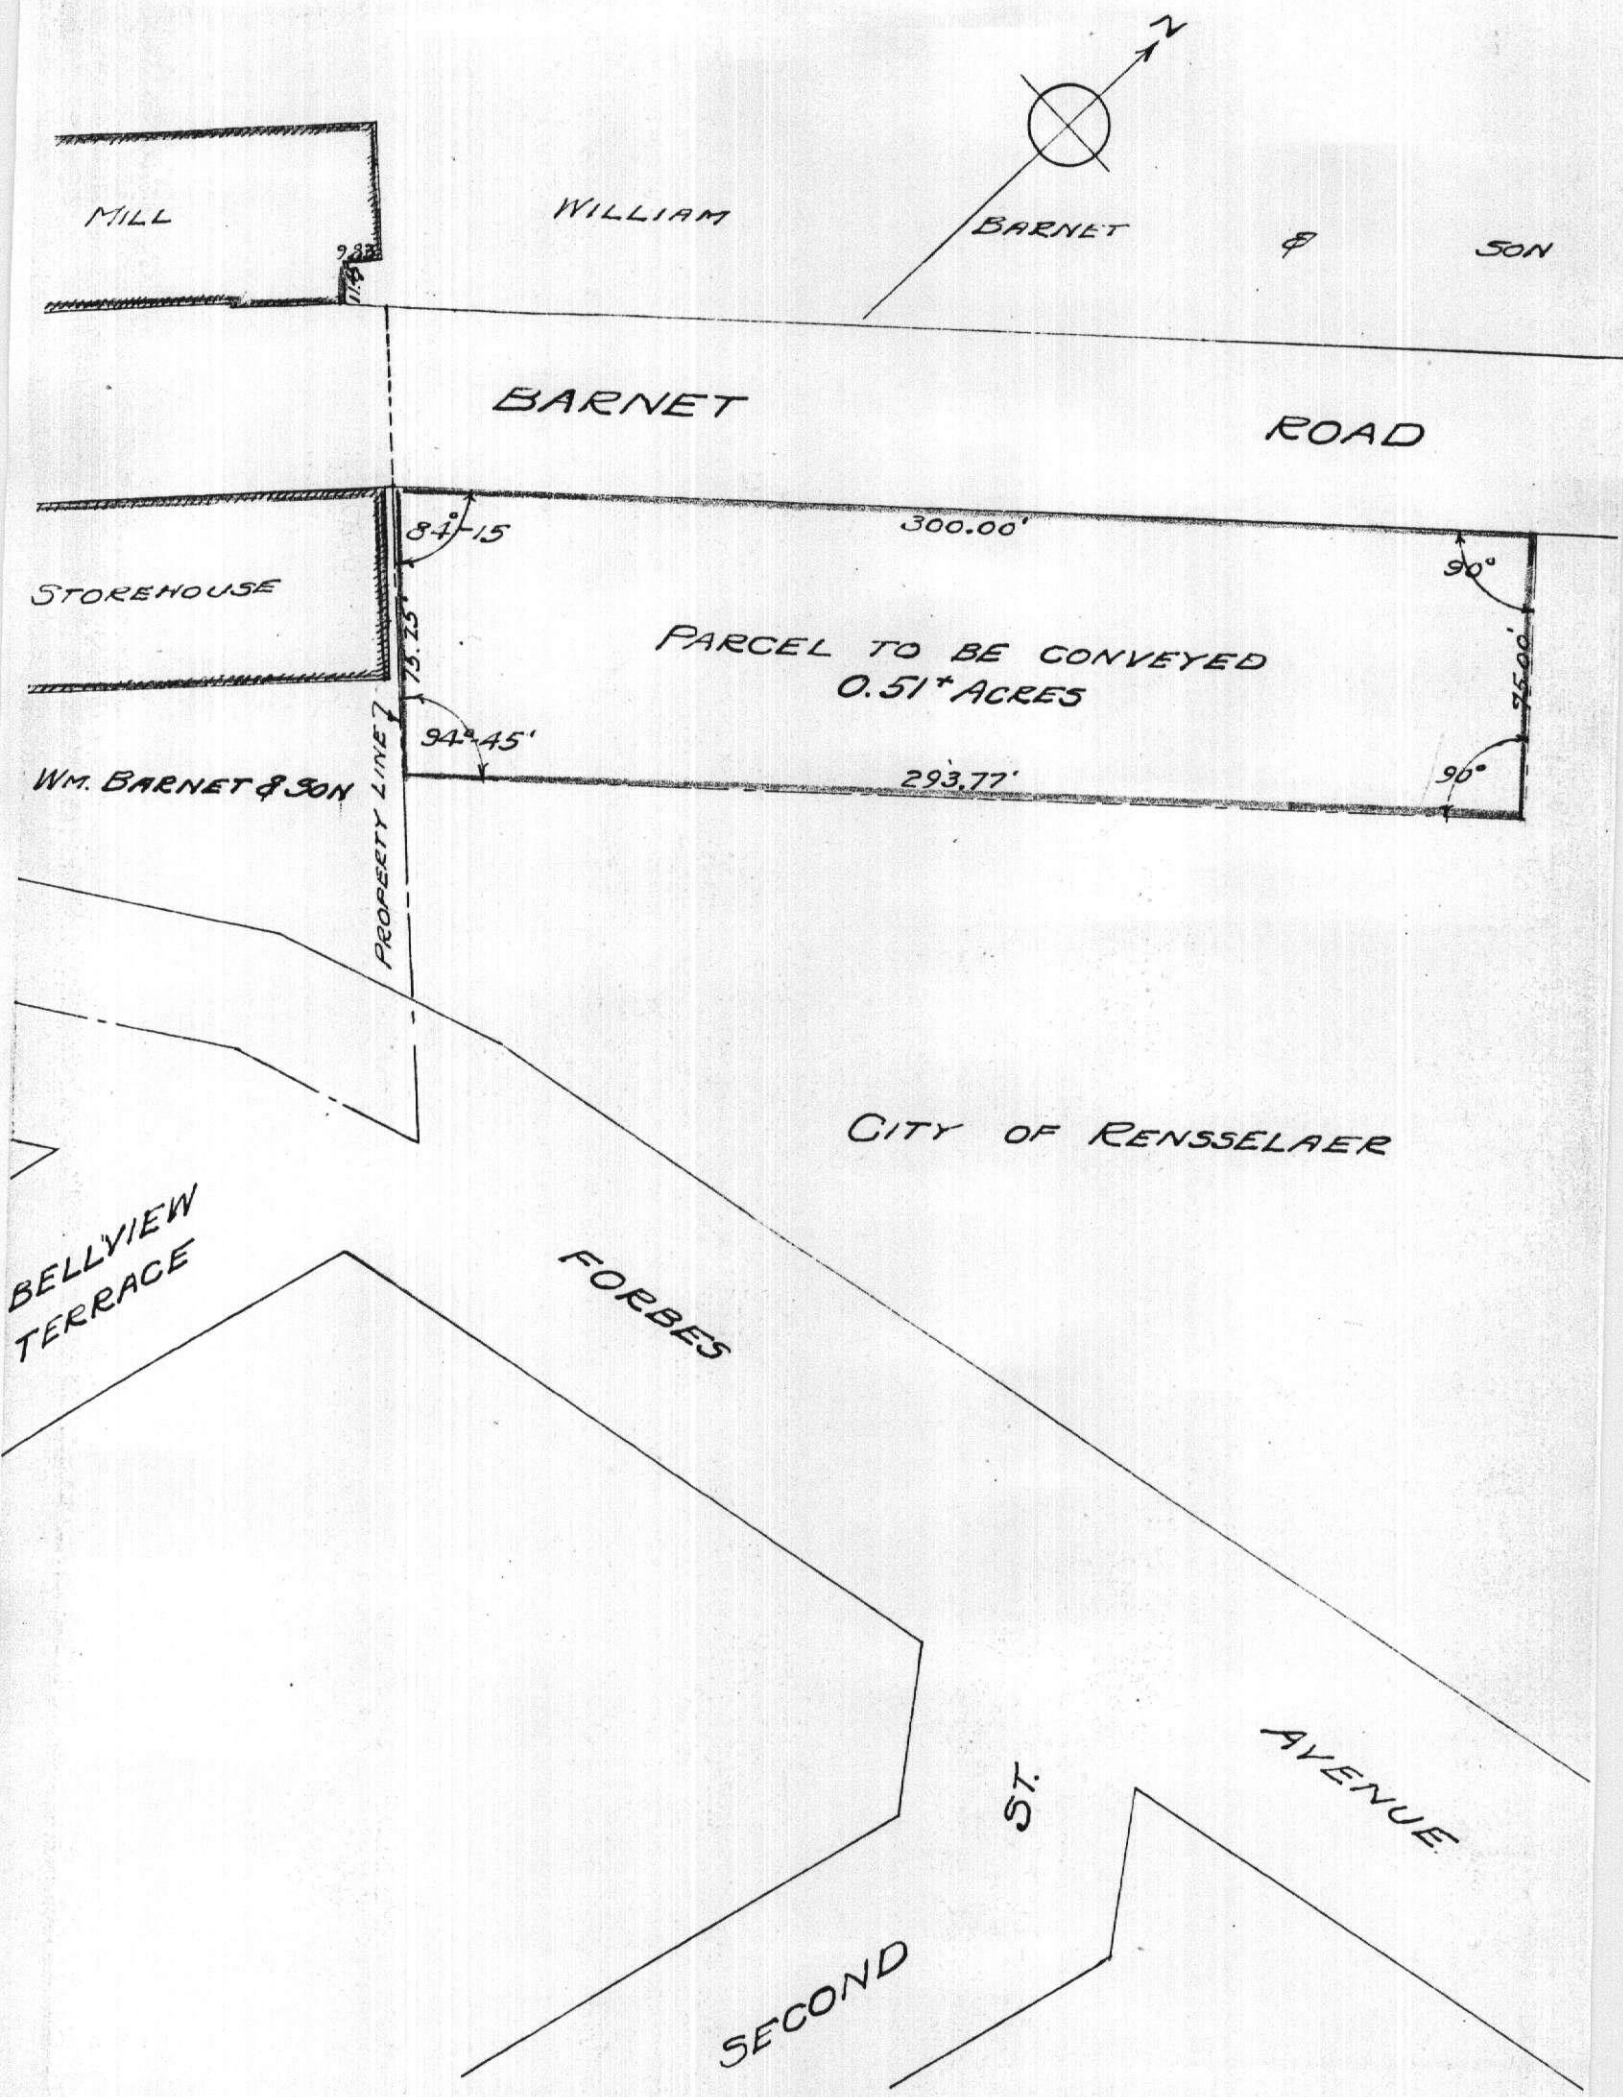 N
MILL
WILLIAM BARNET & SON
9.83
11.9
BARNET ROAD
84°-15
300.00'
90°
STOREHOUSE
75.25'
PARCEL TO BE CONVEYED
0.51± ACRES
75.00'
94°-45'
293.77'
90°
WM. BARNET & SON
PROPERTY LINE
CITY OF RENSSELAER
BELLVIEW
TERRACE
FORBES AVENUE
SECOND ST.